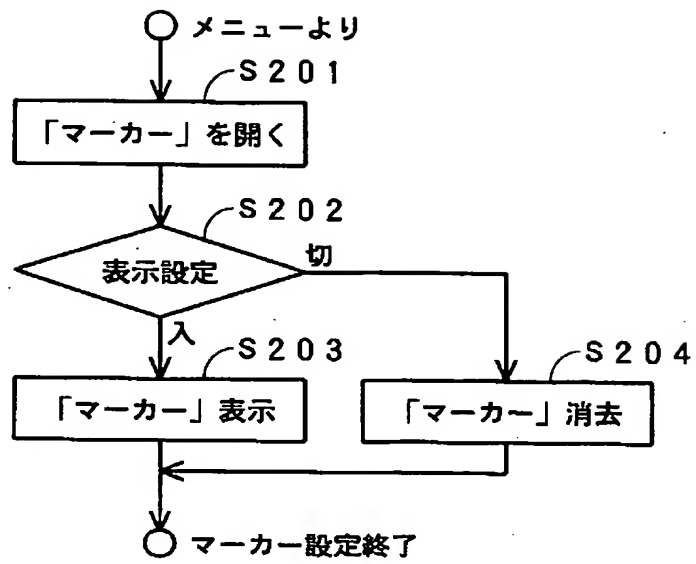 メニューより
S201
「マーカー」を開く
S202
表示設定
切
入
S203
「マーカー」表示
S204
「マーカー」消去
マーカー設定終了